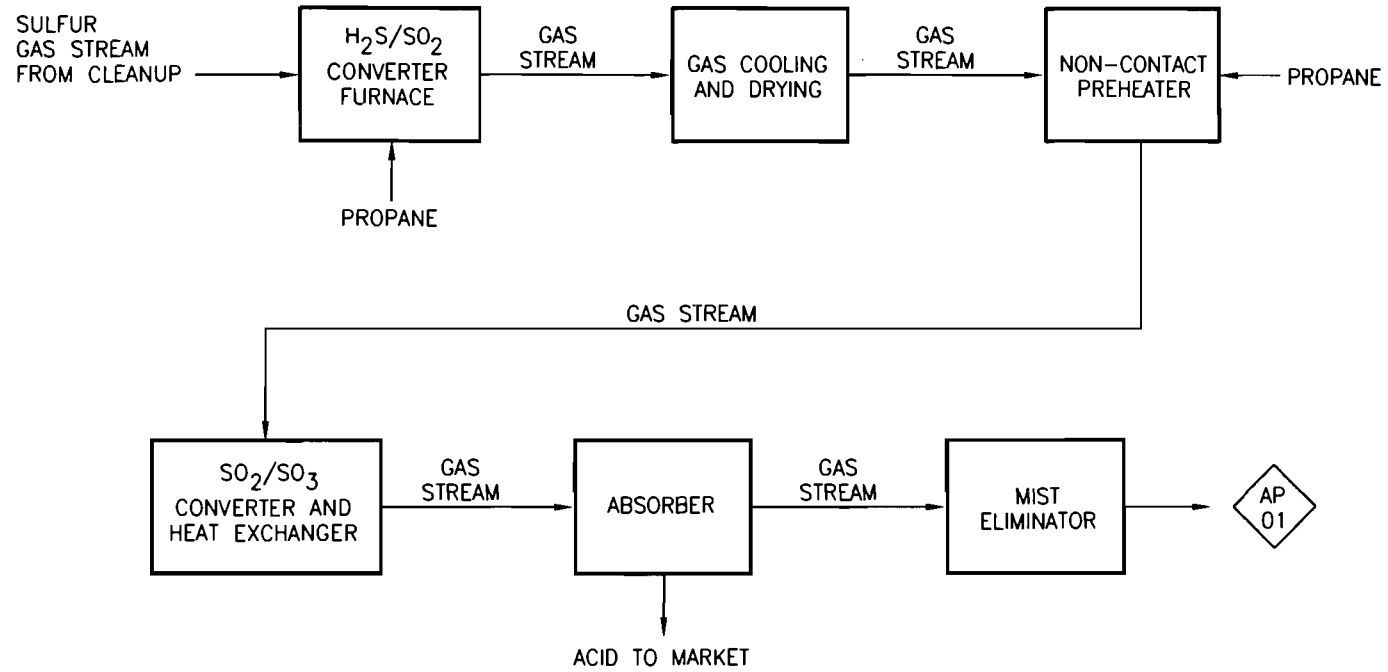 SULFUR
GAS STREAM
FROM CLEANUP
H₂S/SO₂
CONVERTER
FURNACE
GAS
STREAM
GAS COOLING
AND DRYING
GAS
STREAM
NON-CONTACT
PREHEATER
PROPANE
PROPANE
GAS STREAM
SO₂/SO₃
CONVERTER AND
HEAT EXCHANGER
GAS
STREAM
ABSORBER
GAS
STREAM
MIST
ELIMINATOR
AP
01
ACID TO MARKET